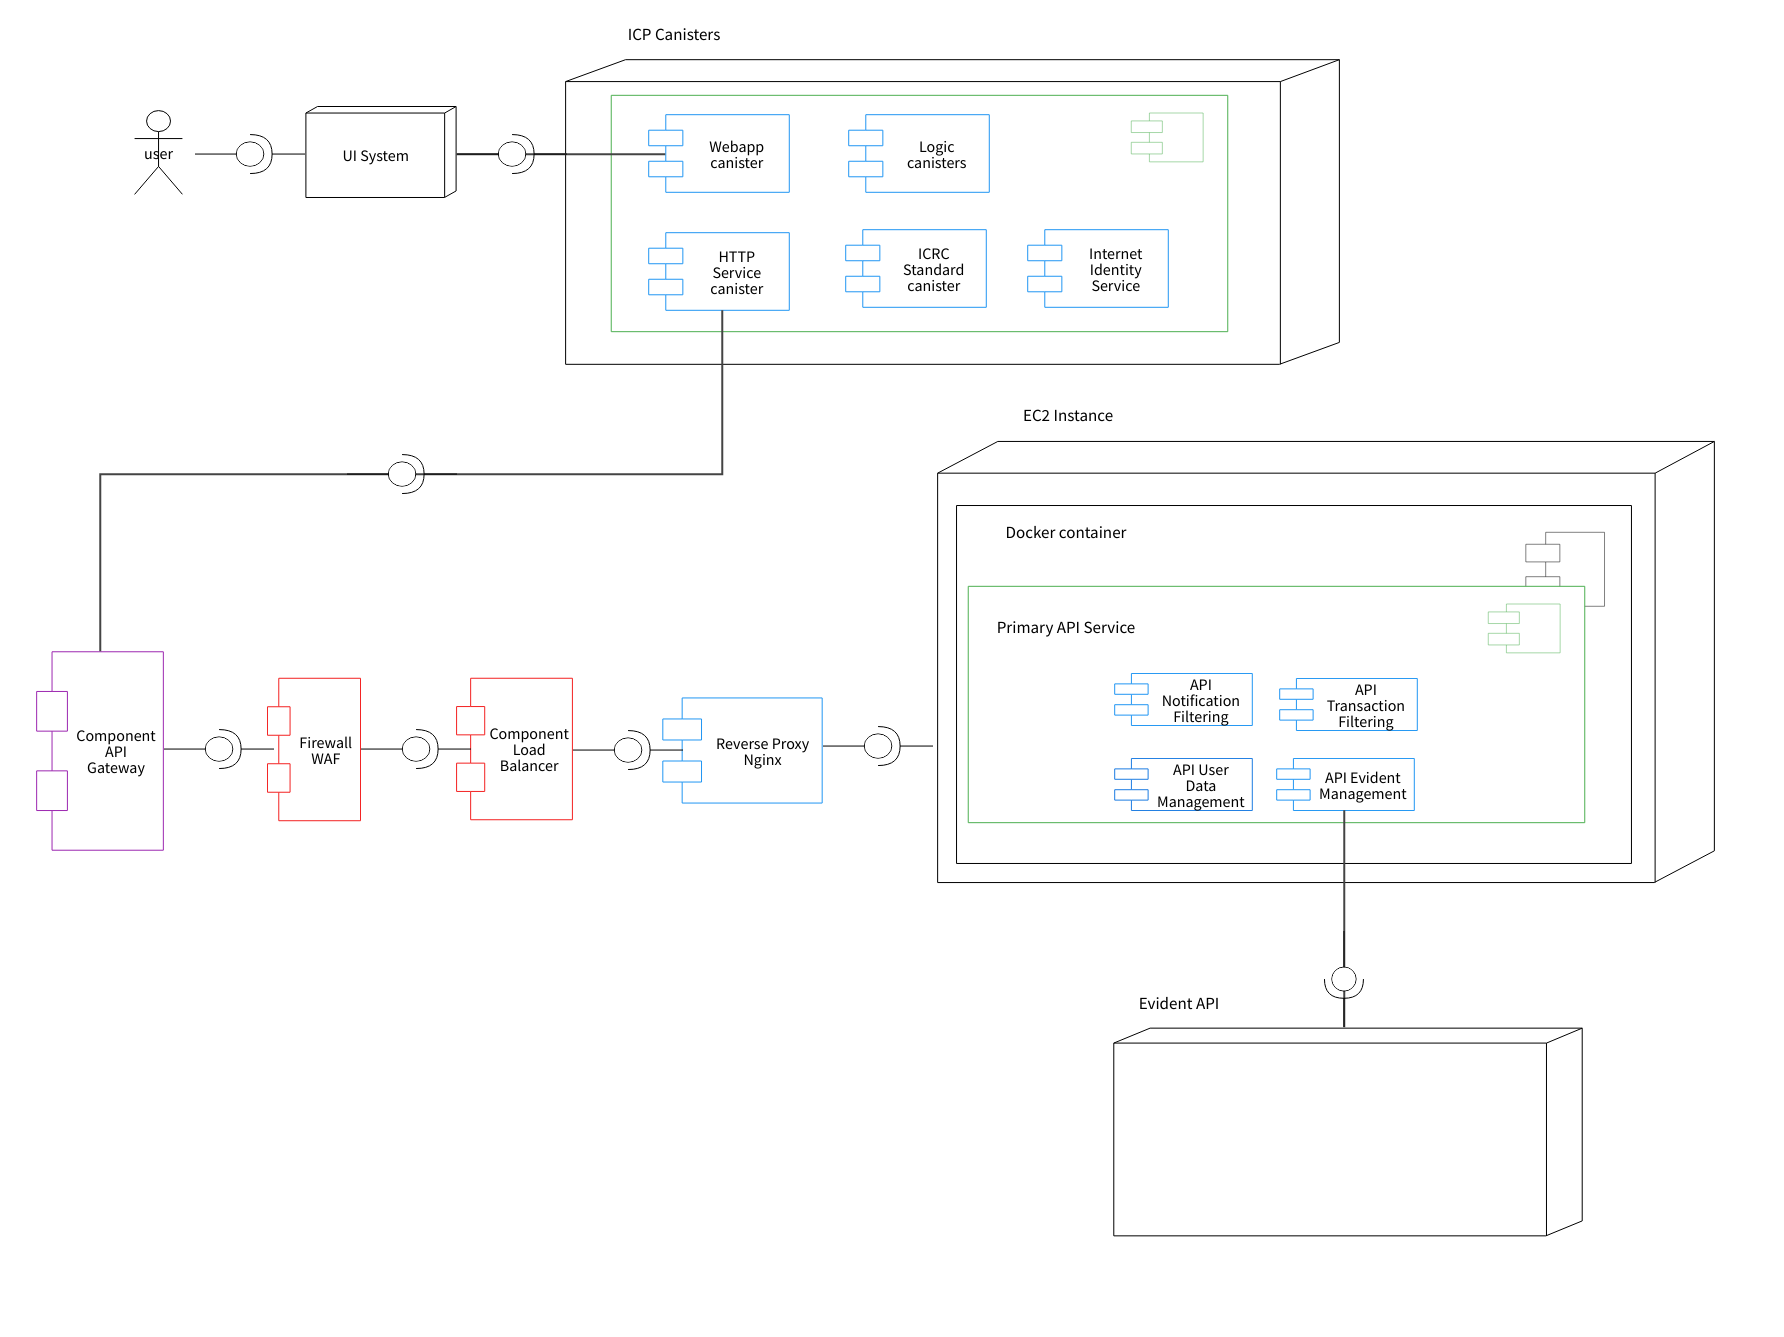 ICP Canisters
user
UI System
Webapp
canister
Logic
canisters
HTTP
Service
canister
ICRC
Standard
canister
Internet
Identity
Service
EC2 Instance
Docker container
Primary API Service
API
Notification
Filtering
API
Transaction
Filtering
API User
Data
Management
API Evident
Management
Component
API
Gateway
Firewall
WAF
Component
Load
Balancer
Reverse Proxy
Nginx
Evident API